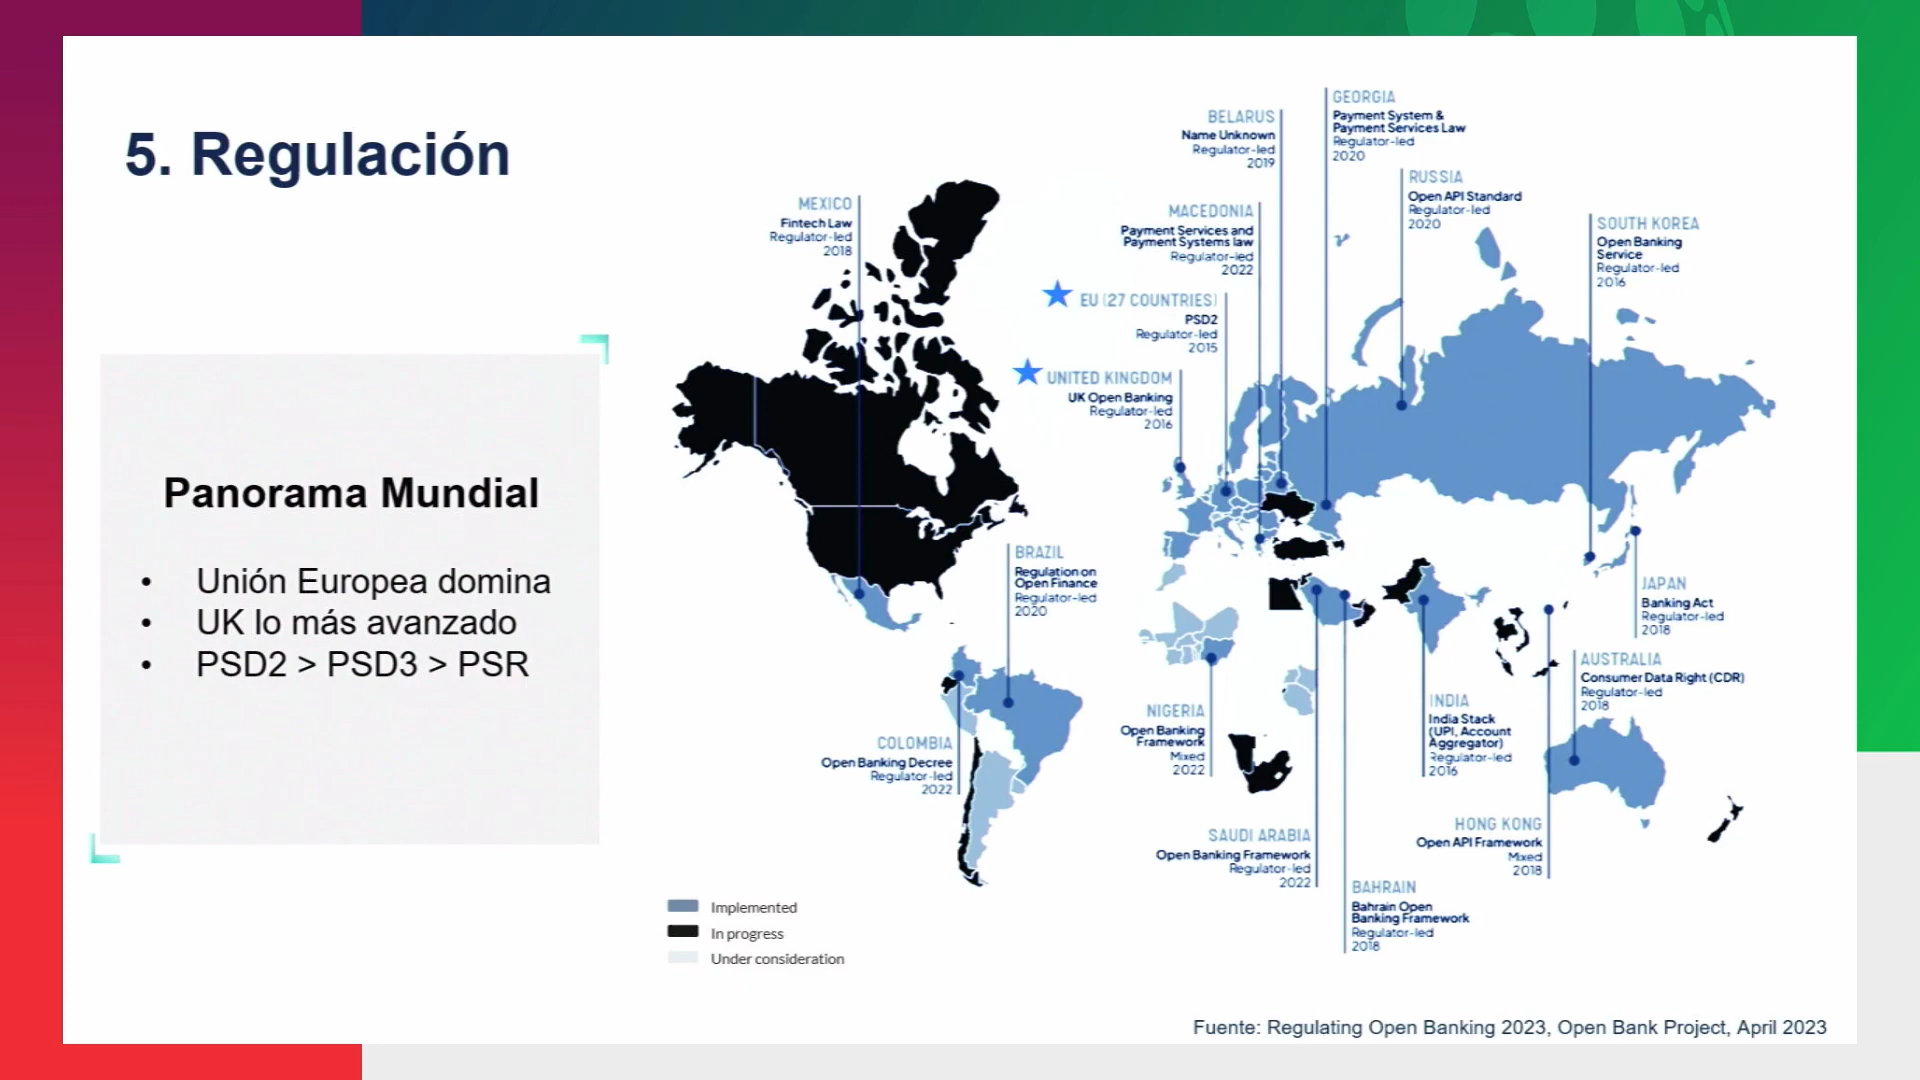 5. Regulación
Panorama Mundial
• Unión Europea domina
• UK lo más avanzado
• PSD2 > PSD3 > PSR
MEXICO
Fintech Law
Regulator-led
2018
BELARUS
Name Unknown
Regulator-led
2019
GEORGIA
Payment System &
Payment Services Law
Regulator-led
2020
RUSSIA
Open API Standard
Regulator-led
2020
MACEDONIA
Payment Services and
Payment Systems law
Regulator-led
2022
SOUTH KOREA
Open Banking
Service
Regulator-led
2016
EU (27 COUNTRIES)
PSD2
Regulator-led
2015
UNITED KINGDOM
UK Open Banking
Regulator-led
2016
BRAZIL
Regulation on
Open Finance
Regulator-led
2020
JAPAN
Banking Act
Regulator-led
2018
AUSTRALIA
Consumer Data Right (CDR)
Regulator-led
2018
COLOMBIA
Open Banking Decree
Regulator-led
2022
NIGERIA
Open Banking
Framework
Mixed
2022
INDIA
India Stack
(UPI, Account
Aggregator)
Regulator-led
2016
SAUDI ARABIA
Open Banking Framework
Regulator-led
2022
HONG KONG
Open API Framework
Mixed
2018
BAHRAIN
Bahrain Open
Banking Framework
Regulator-led
2018
Implemented
In progress
Under consideration
Fuente: Regulating Open Banking 2023, Open Bank Project, April 2023